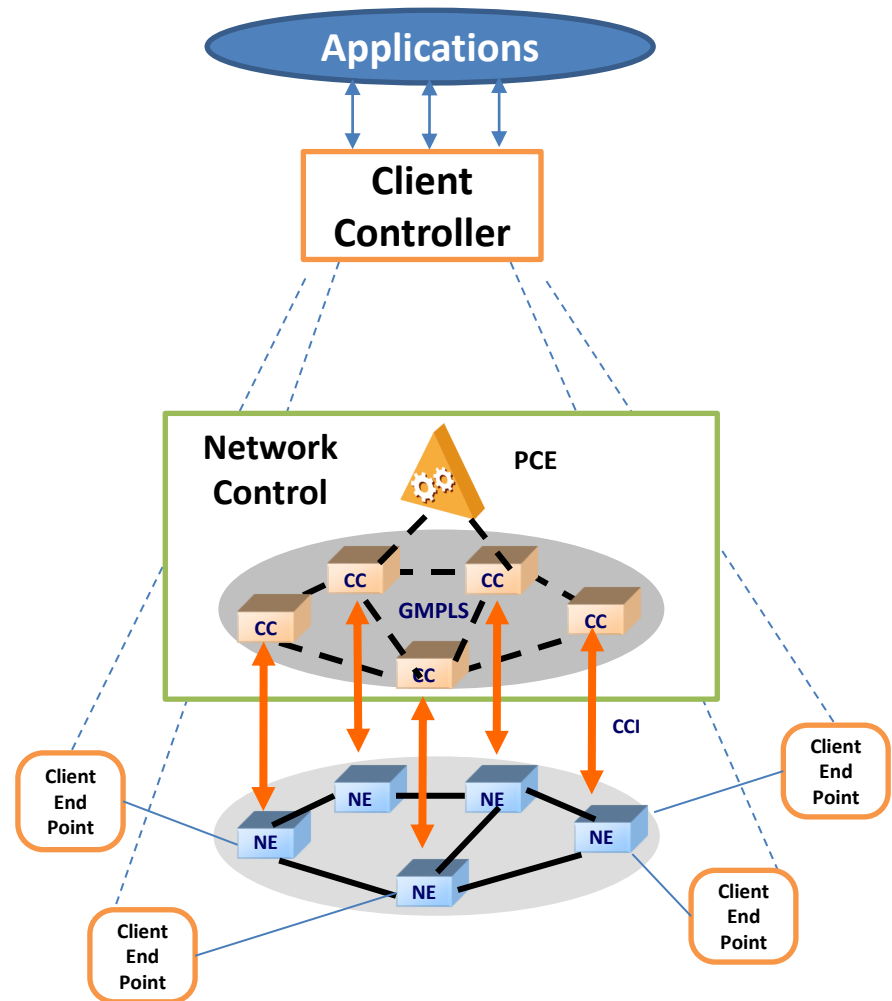 Applications
Client
Controller
Network
Control
PCE
CC
CC
GMPLS
CC
CC
CC
CCI
Client
End
Point
Client
End
Point
NE
NE
NE
NE
NE
Client
End
Point
Client
End
Point